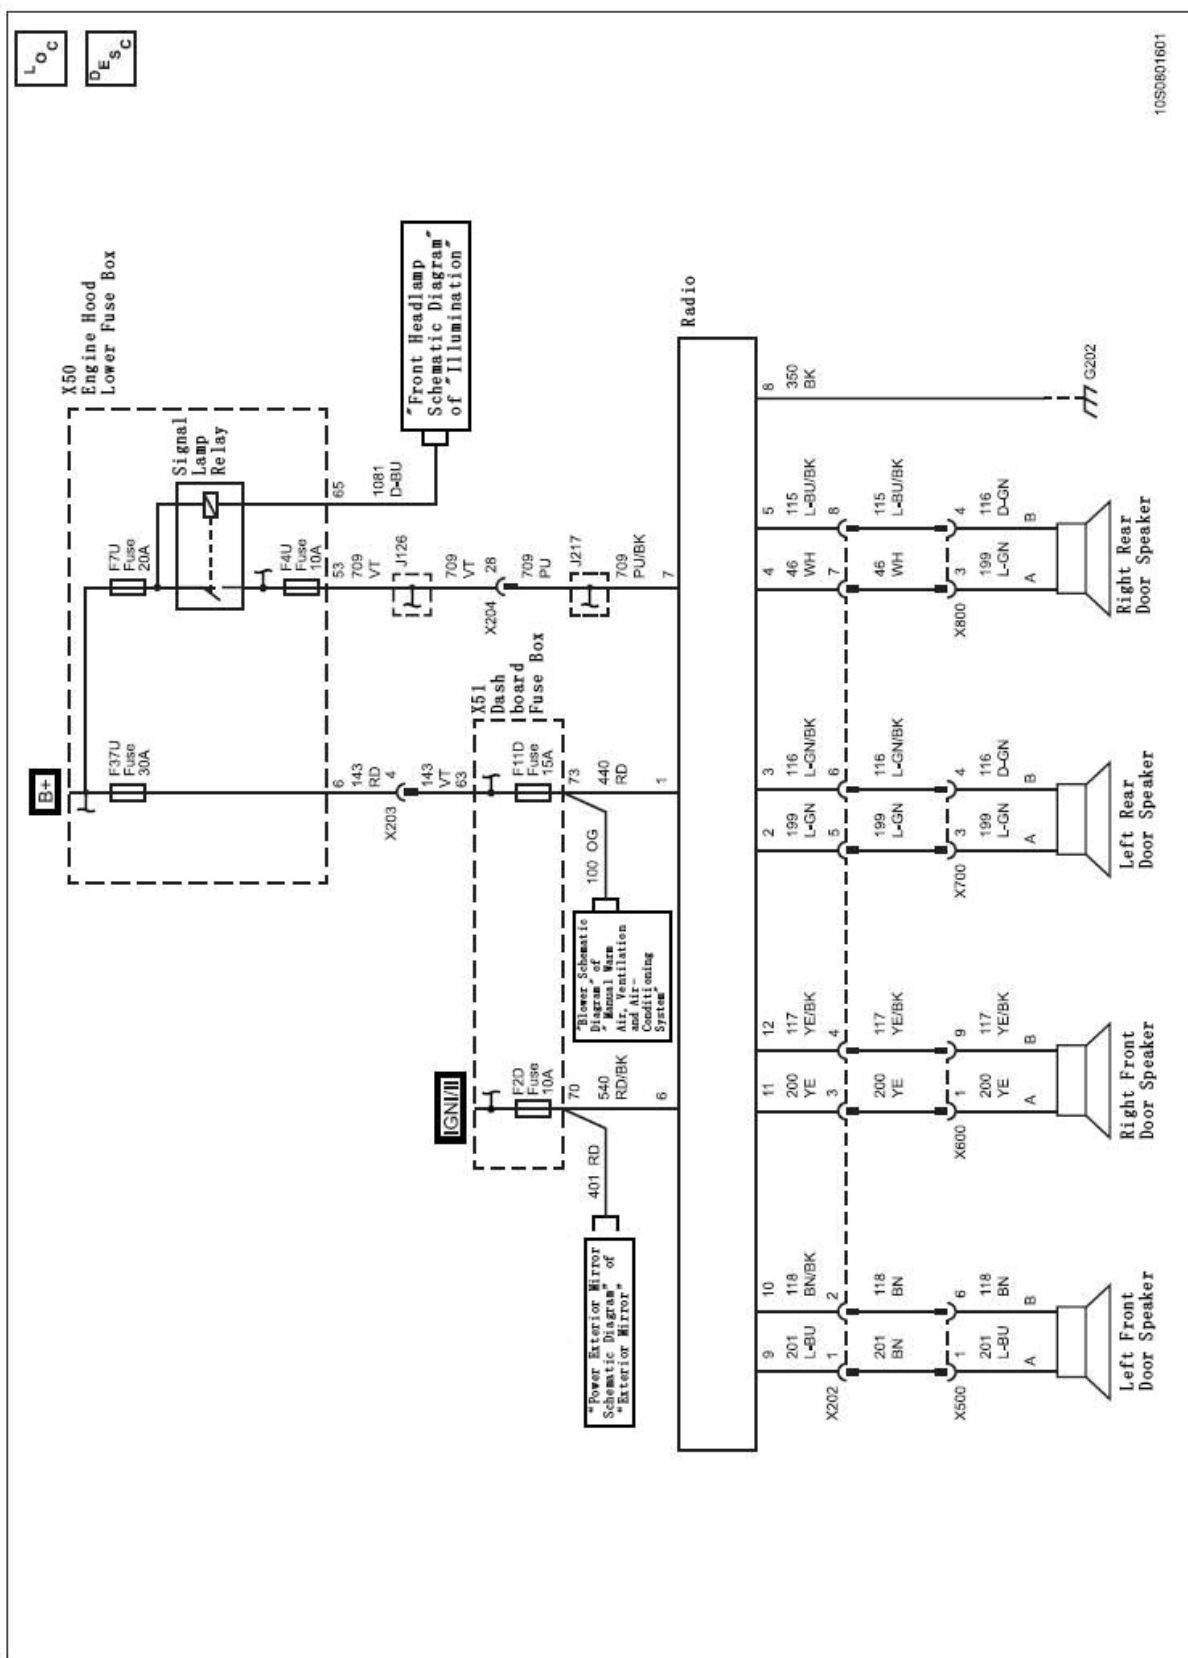 LOC
DESC
B+
X50
Engine Hood
Lower Fuse Box
F37U
Fuse
30A
F7U
Fuse
20A
Signal
Lamp
Relay
F4U
Fuse
10A
6
143
RD
4
X203
143
VT
63
53
709
VT
J126
709
VT
28
X204
709
PU
J217
709
PU/BK
7
65
1081
D-BU
"Front Headlamp
Schematic Diagram"
of "Illumination"
IGNI/II
X51
Dash
board
Fuse Box
F2D
Fuse
10A
F11D
Fuse
15A
70
540
RD/BK
6
401 RD
73
440
RD
1
100 OG
"Power Exterior Mirror
Schematic Diagram" of
"Exterior Mirror"
"Blower Schematic
Diagram" of
" Manual Warm
Air, Ventilation
and Air-
Conditioning
System"
Radio
9
201
L-BU
1
10
118
BN/BK
2
11
200
YE
3
12
117
YE/BK
4
2
199
L-GN
5
3
116
L-GN/BK
6
4
46
WH
7
5
115
L-BU/BK
8
8
350
BK
G202
X202
201
BN
118
BN
200
YE
117
YE/BK
199
L-GN
116
L-GN/BK
46
WH
115
L-BU/BK
X500
1
201
L-BU
A
6
118
BN
B
X600
1
200
YE
A
9
117
YE/BK
B
X700
3
199
L-GN
A
4
116
D-GN
B
X800
3
199
L-GN
A
4
116
D-GN
B
Left Front
Door Speaker
Right Front
Door Speaker
Left Rear
Door Speaker
Right Rear
Door Speaker
10S0801601